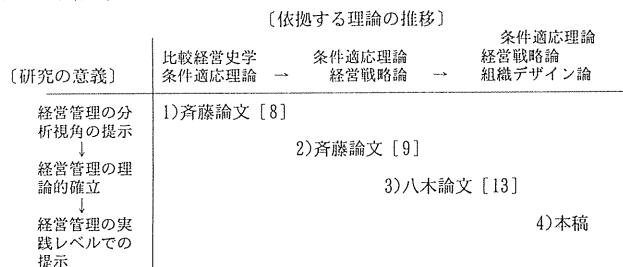 〔依拠する理論の推移〕
条件適応理論
比較経営史学 条件適応理論 経営戦略論
〔研究の意義〕 条件適応理論 → 経営戦略論 → 組織デザイン論
経営管理の分 1)斉藤論文［8］
析視角の提示
↓ 2)斉藤論文［9］
経営管理の理
論的確立 3)八木論文［13］
↓
経営管理の実 4)本稿
践レベルでの
提示